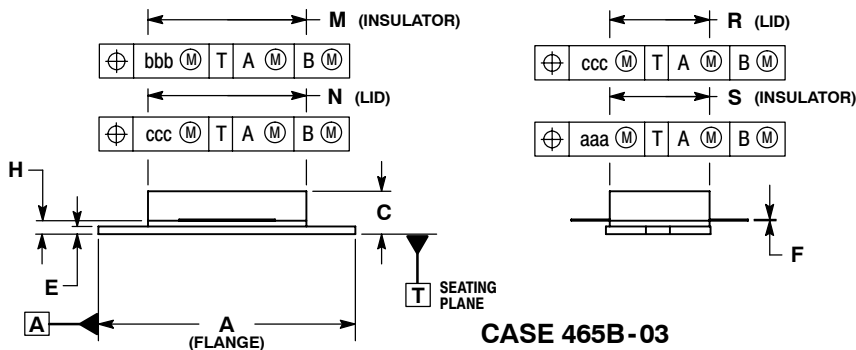 M (INSULATOR)
⌖ bbb Ⓜ T A Ⓜ B Ⓜ
N (LID)
⌖ ccc Ⓜ T A Ⓜ B Ⓜ
R (LID)
⌖ ccc Ⓜ T A Ⓜ B Ⓜ
S (INSULATOR)
⌖ aaa Ⓜ T A Ⓜ B Ⓜ
H
C
E
F
T SEATING
PLANE
A
A
(FLANGE)
CASE 465B-03